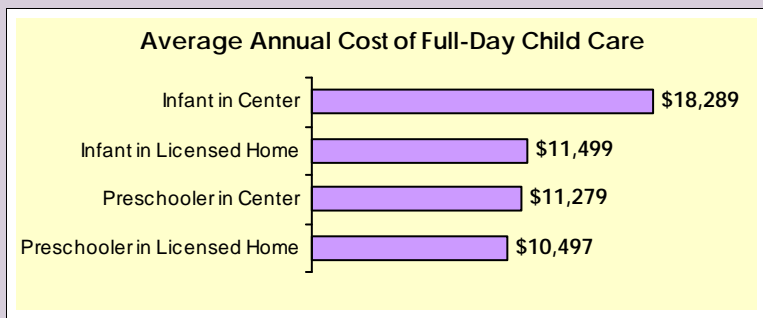 Average Annual Cost of Full-Day Child Care
Infant in Center $18,289
Infant in Licensed Home $11,499
Preschooler in Center $11,279
Preschooler in Licensed Home $10,497